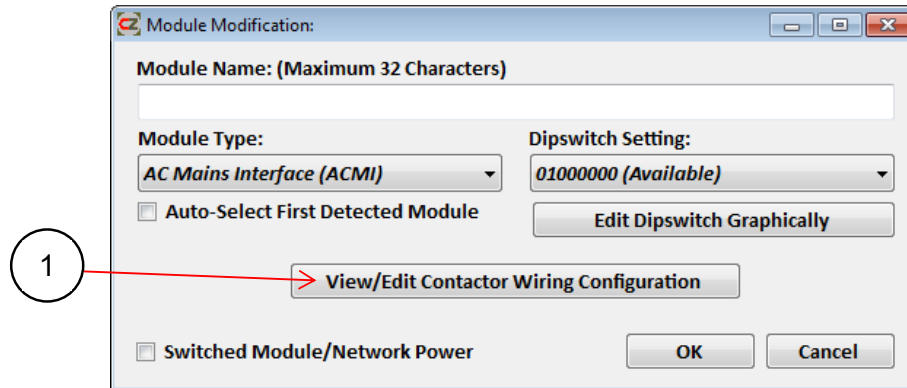 CZ Module Modification:
Module Name: (Maximum 32 Characters)
Module Type: Dipswitch Setting:
AC Mains Interface (ACMI) 01000000 (Available)
Auto-Select First Detected Module Edit Dipswitch Graphically
1 View/Edit Contactor Wiring Configuration
Switched Module/Network Power OK Cancel